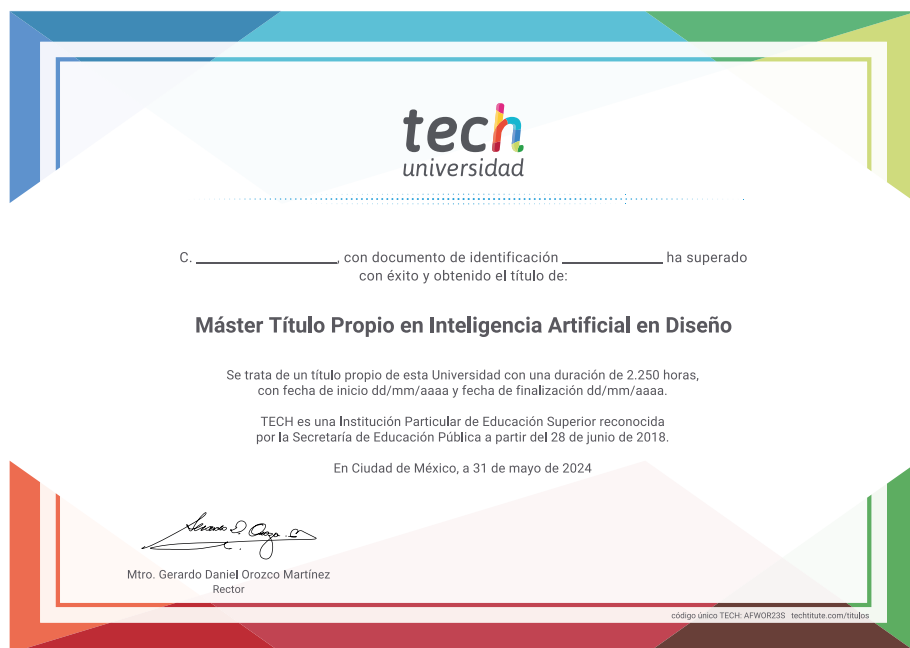 tech
universidad
C. ________________, con documento de identificación ____________ ha superado
con éxito y obtenido el título de:
Máster Título Propio en Inteligencia Artificial en Diseño
Se trata de un título propio de esta Universidad con una duración de 2.250 horas,
con fecha de inicio dd/mm/aaaa y fecha de finalización dd/mm/aaaa.
TECH es una Institución Particular de Educación Superior reconocida
por la Secretaría de Educación Pública a partir del 28 de junio de 2018.
En Ciudad de México, a 31 de mayo de 2024
Mtro. Gerardo Daniel Orozco Martínez
Rector
código único TECH: AFWOR23S techtitute.com/titulos